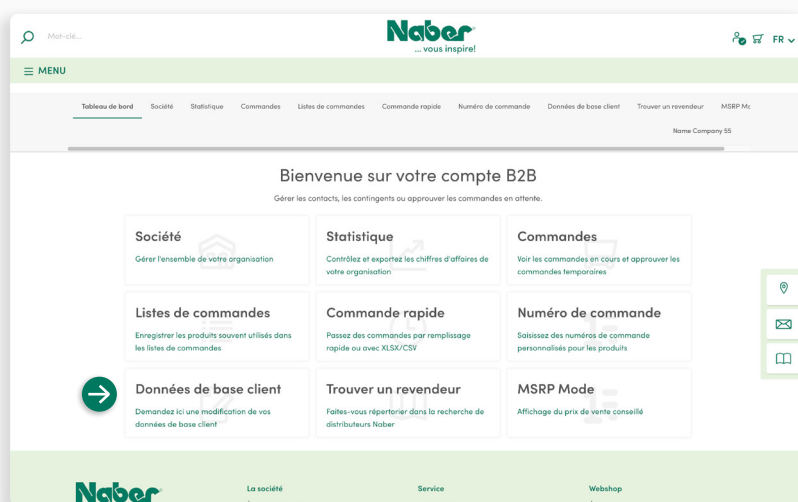 Mot-clé...
Naber
... vous inspire!
FR
MENU
Tableau de bord Société Statistique Commandes Listes de commandes Commande rapide Numéro de commande Données de base client Trouver un revendeur MSRP Mo
Name Company 55
Bienvenue sur votre compte B2B
Gérer les contacts, les contingents ou approuver les commandes en attente.
Société
Gérer l'ensemble de votre organisation
Statistique
Contrôlez et exportez les chiffres d'affaires de
votre organisation
Commandes
Voir les commandes en cours et approuver les
commandes temporaires
Listes de commandes
Enregistrer les produits souvent utilisés dans
les listes de commandes
Commande rapide
Passez des commandes par remplissage
rapide ou avec XLSX/CSV
Numéro de commande
Saisissez des numéros de commande
personnalisés pour les produits
Données de base client
Demandez ici une modification de vos
données de base client
Trouver un revendeur
Faites-vous répertorier dans la recherche de
distributeurs Naber
MSRP Mode
Affichage du prix de vente conseillé
Naber
La société
Service
Webshop